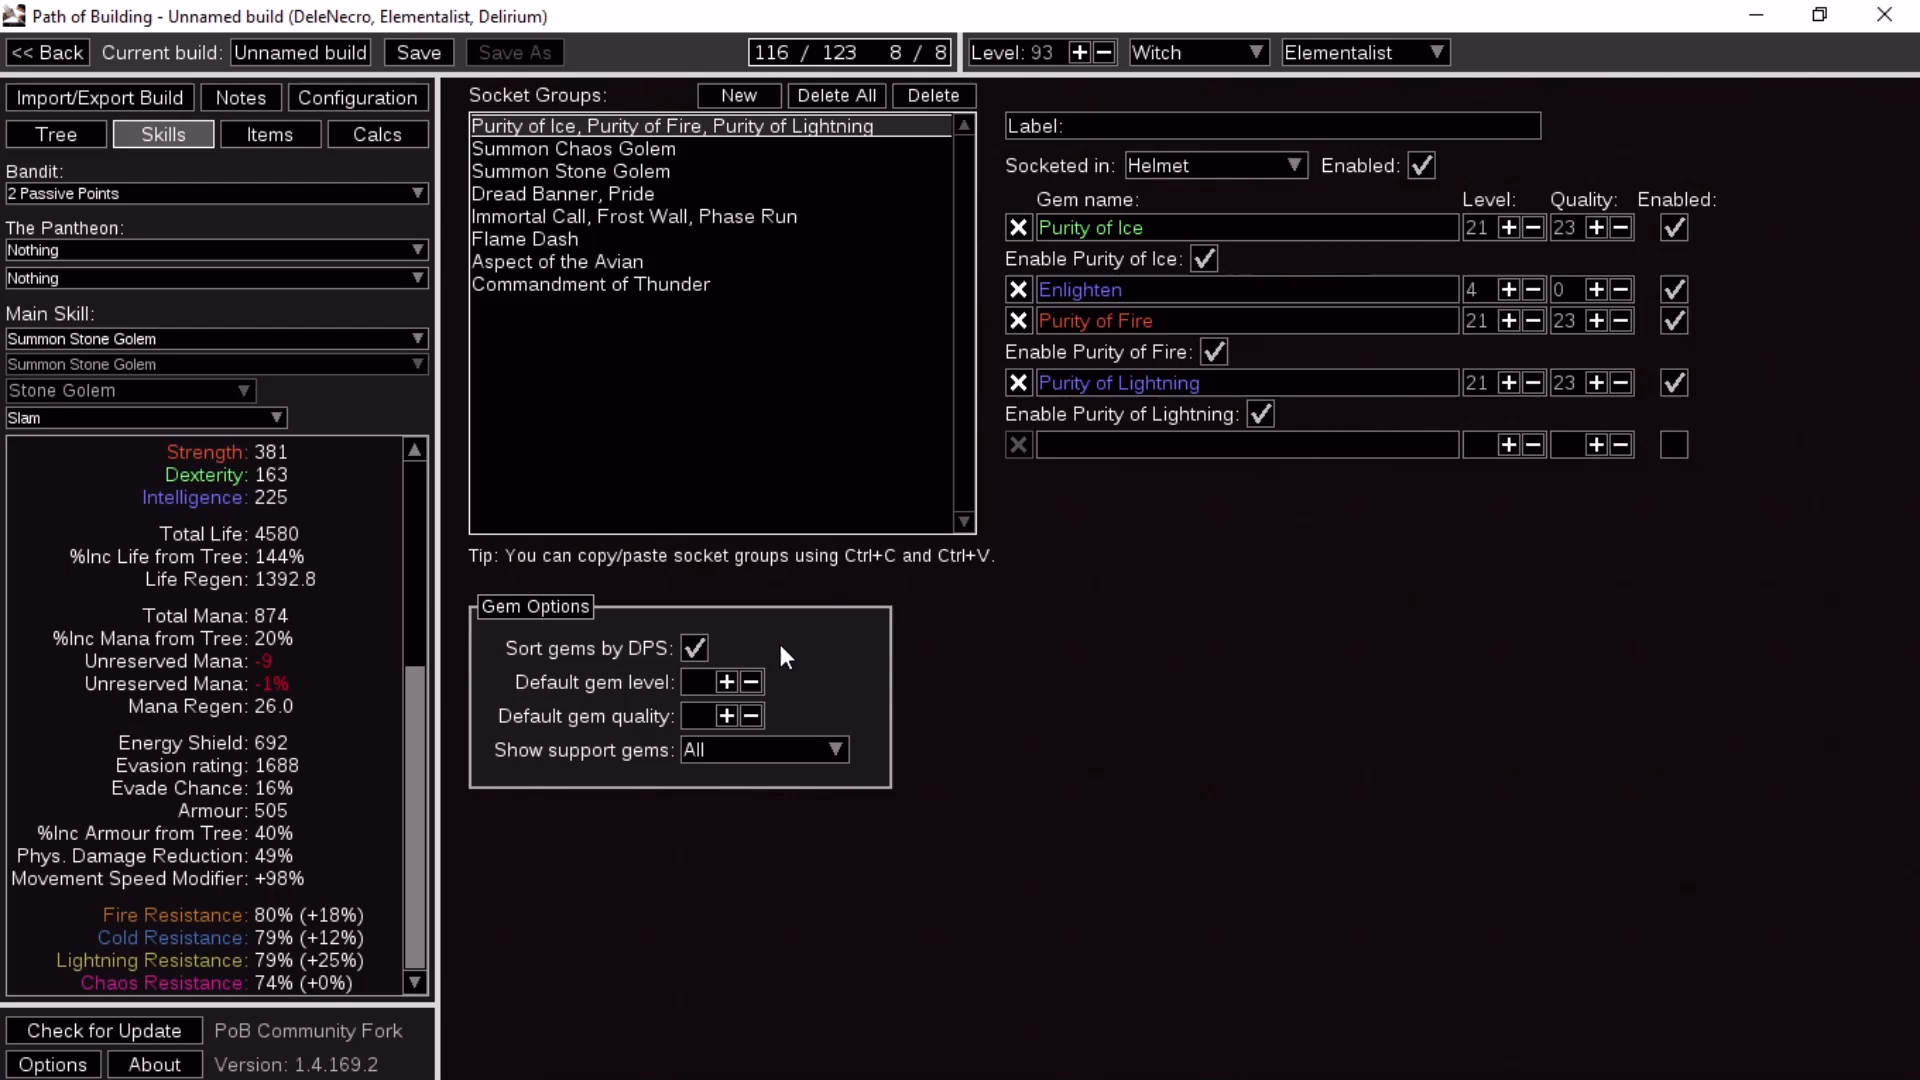 Path of Building - Unnamed build (DeleNecro, Elementalist, Delirium)
<< Back Current build: Unnamed build Save Save As 116 / 123 8 / 8 Level: 93 Witch Elementalist
Import/Export Build Notes Configuration
Tree Skills Items Calcs
Bandit:
2 Passive Points
The Pantheon:
Nothing
Nothing
Main Skill:
Summon Stone Golem
Summon Stone Golem
Stone Golem
Slam
Strength: 381
Dexterity: 163
Intelligence: 225
Total Life: 4580
%Inc Life from Tree: 144%
Life Regen: 1392.8
Total Mana: 874
%Inc Mana from Tree: 20%
Unreserved Mana: -9
Unreserved Mana: -1%
Mana Regen: 26.0
Energy Shield: 692
Evasion rating: 1688
Evade Chance: 16%
Armour: 505
%Inc Armour from Tree: 40%
Phys. Damage Reduction: 49%
Movement Speed Modifier: +98%
Fire Resistance: 80% (+18%)
Cold Resistance: 79% (+12%)
Lightning Resistance: 79% (+25%)
Chaos Resistance: 74% (+0%)
Check for Update PoB Community Fork
Options About Version: 1.4.169.2
Socket Groups: New Delete All Delete
Purity of Ice, Purity of Fire, Purity of Lightning
Summon Chaos Golem
Summon Stone Golem
Dread Banner, Pride
Immortal Call, Frost Wall, Phase Run
Flame Dash
Aspect of the Avian
Commandment of Thunder
Tip: You can copy/paste socket groups using Ctrl+C and Ctrl+V.
Gem Options
Sort gems by DPS:
Default gem level:
Default gem quality:
Show support gems: All
Label:
Socketed in: Helmet Enabled:
Gem name: Level: Quality: Enabled:
Purity of Ice 21 23
Enable Purity of Ice:
Enlighten 4 0
Purity of Fire 21 23
Enable Purity of Fire:
Purity of Lightning 21 23
Enable Purity of Lightning: